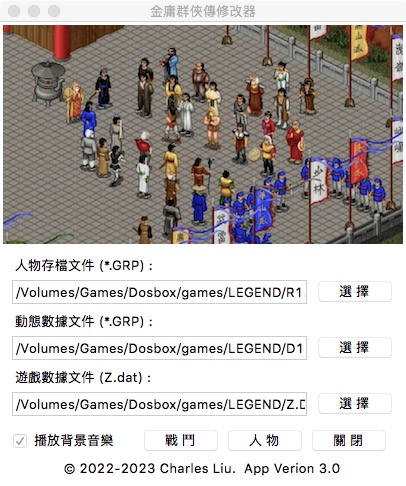 金庸群俠傳修改器
少林
人物存檔文件 (*.GRP)：
/Volumes/Games/Dosbox/games/LEGEND/R1
選 擇
動態數據文件 (*.GRP)：
/Volumes/Games/Dosbox/games/LEGEND/D1
選 擇
遊戲數據文件 (Z.dat)：
/Volumes/Games/Dosbox/games/LEGEND/Z.D
選 擇
播放背景音樂
戰 鬥
人 物
關 閉
© 2022-2023 Charles Liu. App Verion 3.0